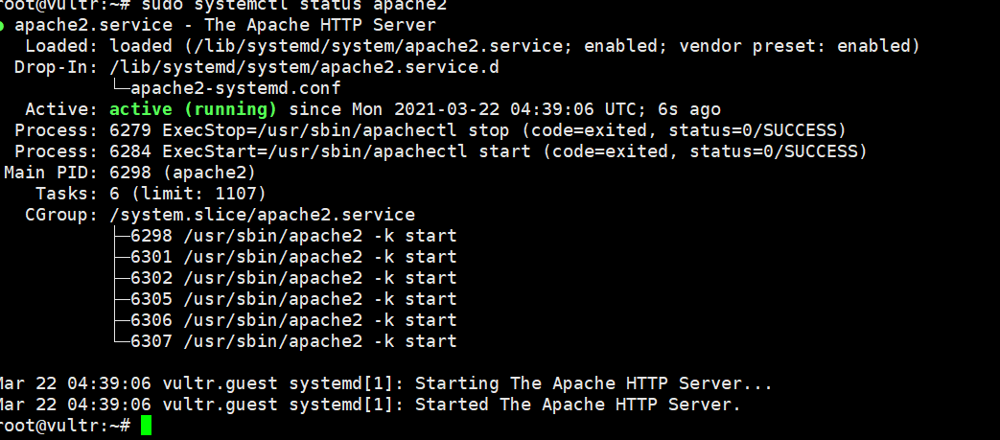 root@vultr:~# sudo systemctl status apache2
● apache2.service - The Apache HTTP Server
   Loaded: loaded (/lib/systemd/system/apache2.service; enabled; vendor preset: enabled)
  Drop-In: /lib/systemd/system/apache2.service.d
           └─apache2-systemd.conf
   Active: active (running) since Mon 2021-03-22 04:39:06 UTC; 6s ago
  Process: 6279 ExecStop=/usr/sbin/apachectl stop (code=exited, status=0/SUCCESS)
  Process: 6284 ExecStart=/usr/sbin/apachectl start (code=exited, status=0/SUCCESS)
 Main PID: 6298 (apache2)
    Tasks: 6 (limit: 1107)
   CGroup: /system.slice/apache2.service
           ├─6298 /usr/sbin/apache2 -k start
           ├─6301 /usr/sbin/apache2 -k start
           ├─6302 /usr/sbin/apache2 -k start
           ├─6305 /usr/sbin/apache2 -k start
           ├─6306 /usr/sbin/apache2 -k start
           └─6307 /usr/sbin/apache2 -k start
Mar 22 04:39:06 vultr.guest systemd[1]: Starting The Apache HTTP Server...
Mar 22 04:39:06 vultr.guest systemd[1]: Started The Apache HTTP Server.
root@vultr:~#